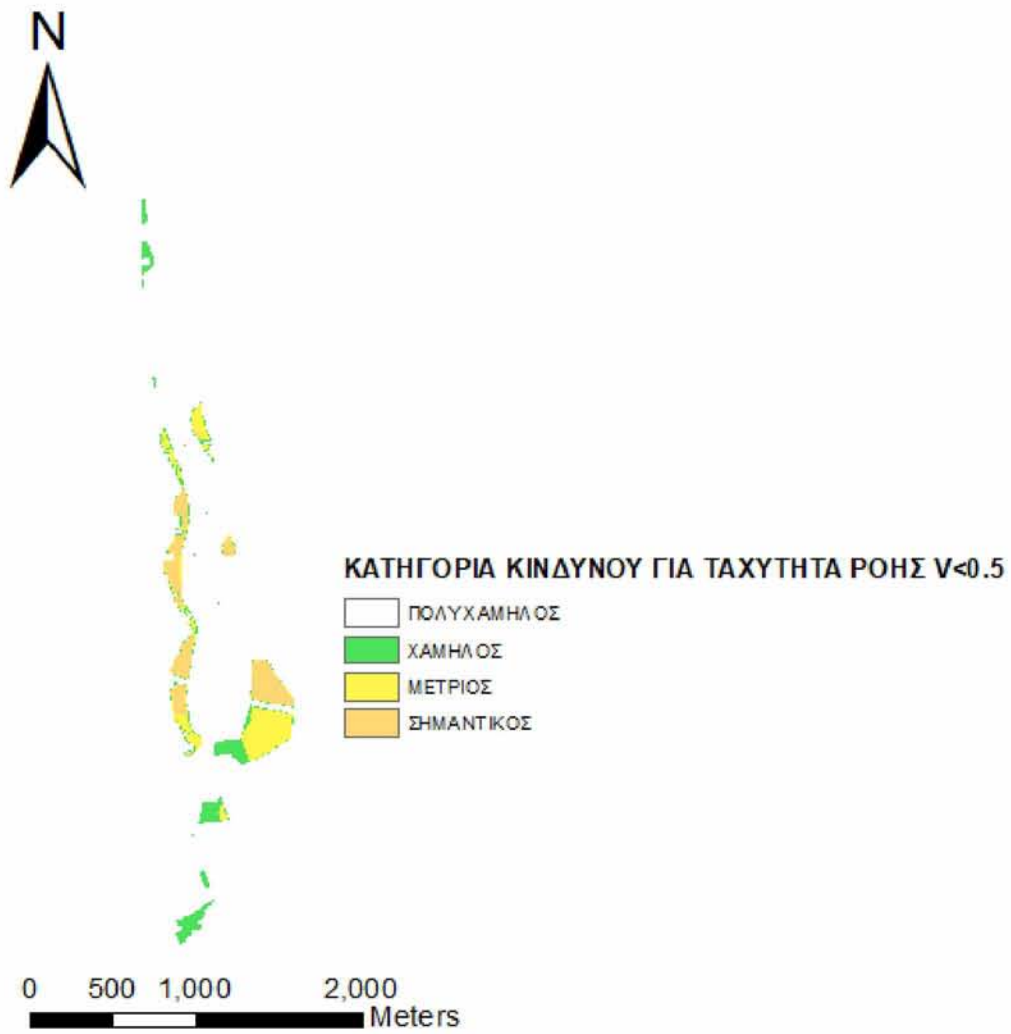 N
ΚΑΤΗΓΟΡΙΑ ΚΙΝΔΥΝΟΥ ΓΙΑ ΤΑΧΥΤΗΤΑ ΡΟΗΣ V<0.5
ΠΟΛΥΧΑΜΗΛΟΣ
ΧΑΜΗΛΟΣ
ΜΕΤΡΙΟΣ
ΣΗΜΑΝΤΙΚΟΣ
0 500 1,000 2,000
Meters